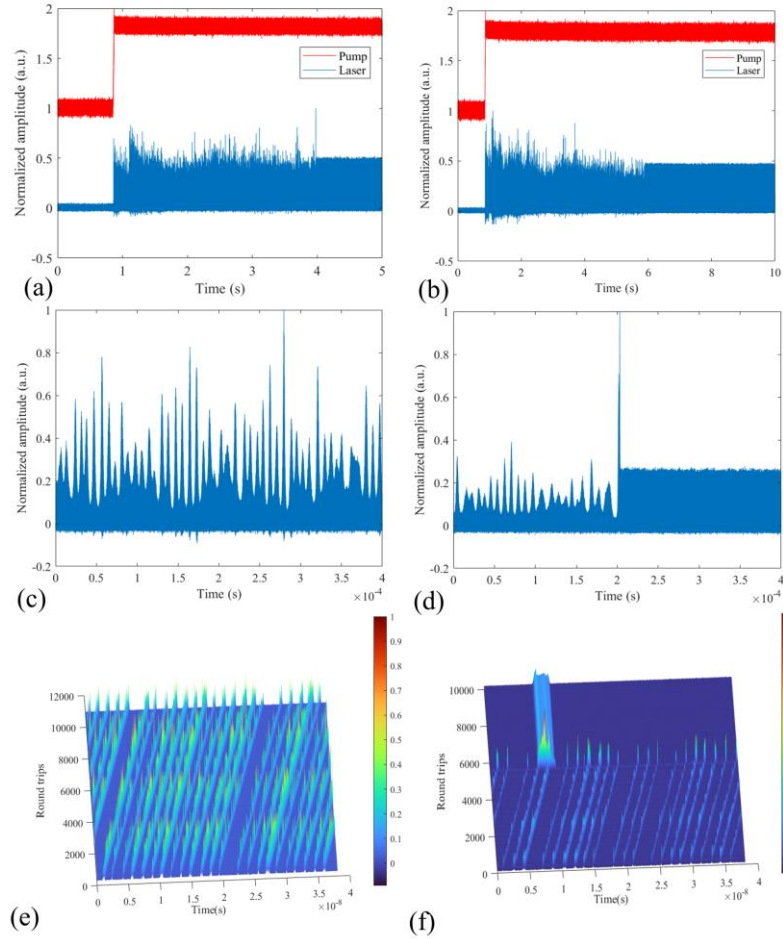 2
1.5
1
0.5
0
-0.5
Normalized amplitude (a.u.)
Pump
Laser
0 1 2 3 4 5
Time (s)
(a)
2
1.5
1
0.5
0
-0.5
Normalized amplitude (a.u.)
Pump
Laser
0 2 4 6 8 10
Time (s)
(b)
1
0.8
0.6
0.4
0.2
0
-0.2
Normalized amplitude (a.u.)
0 0.5 1 1.5 2 2.5 3 3.5 4
Time (s)
×10⁻⁴
(c)
1
0.8
0.6
0.4
0.2
0
-0.2
Normalized amplitude (a.u.)
0 0.5 1 1.5 2 2.5 3 3.5 4
Time (s)
×10⁻⁴
(d)
12000
10000
8000
6000
4000
2000
0
Round trips
0 0.5 1 1.5 2 2.5 3 3.5 4
Time(s)
×10⁻⁸
1
0.9
0.8
0.7
0.6
0.5
0.4
0.3
0.2
0.1
0
(e)
10000
8000
6000
4000
2000
0
Round trips
0 0.5 1 1.5 2 2.5 3 3.5 4
Time(s)
×10⁻⁸
(f)